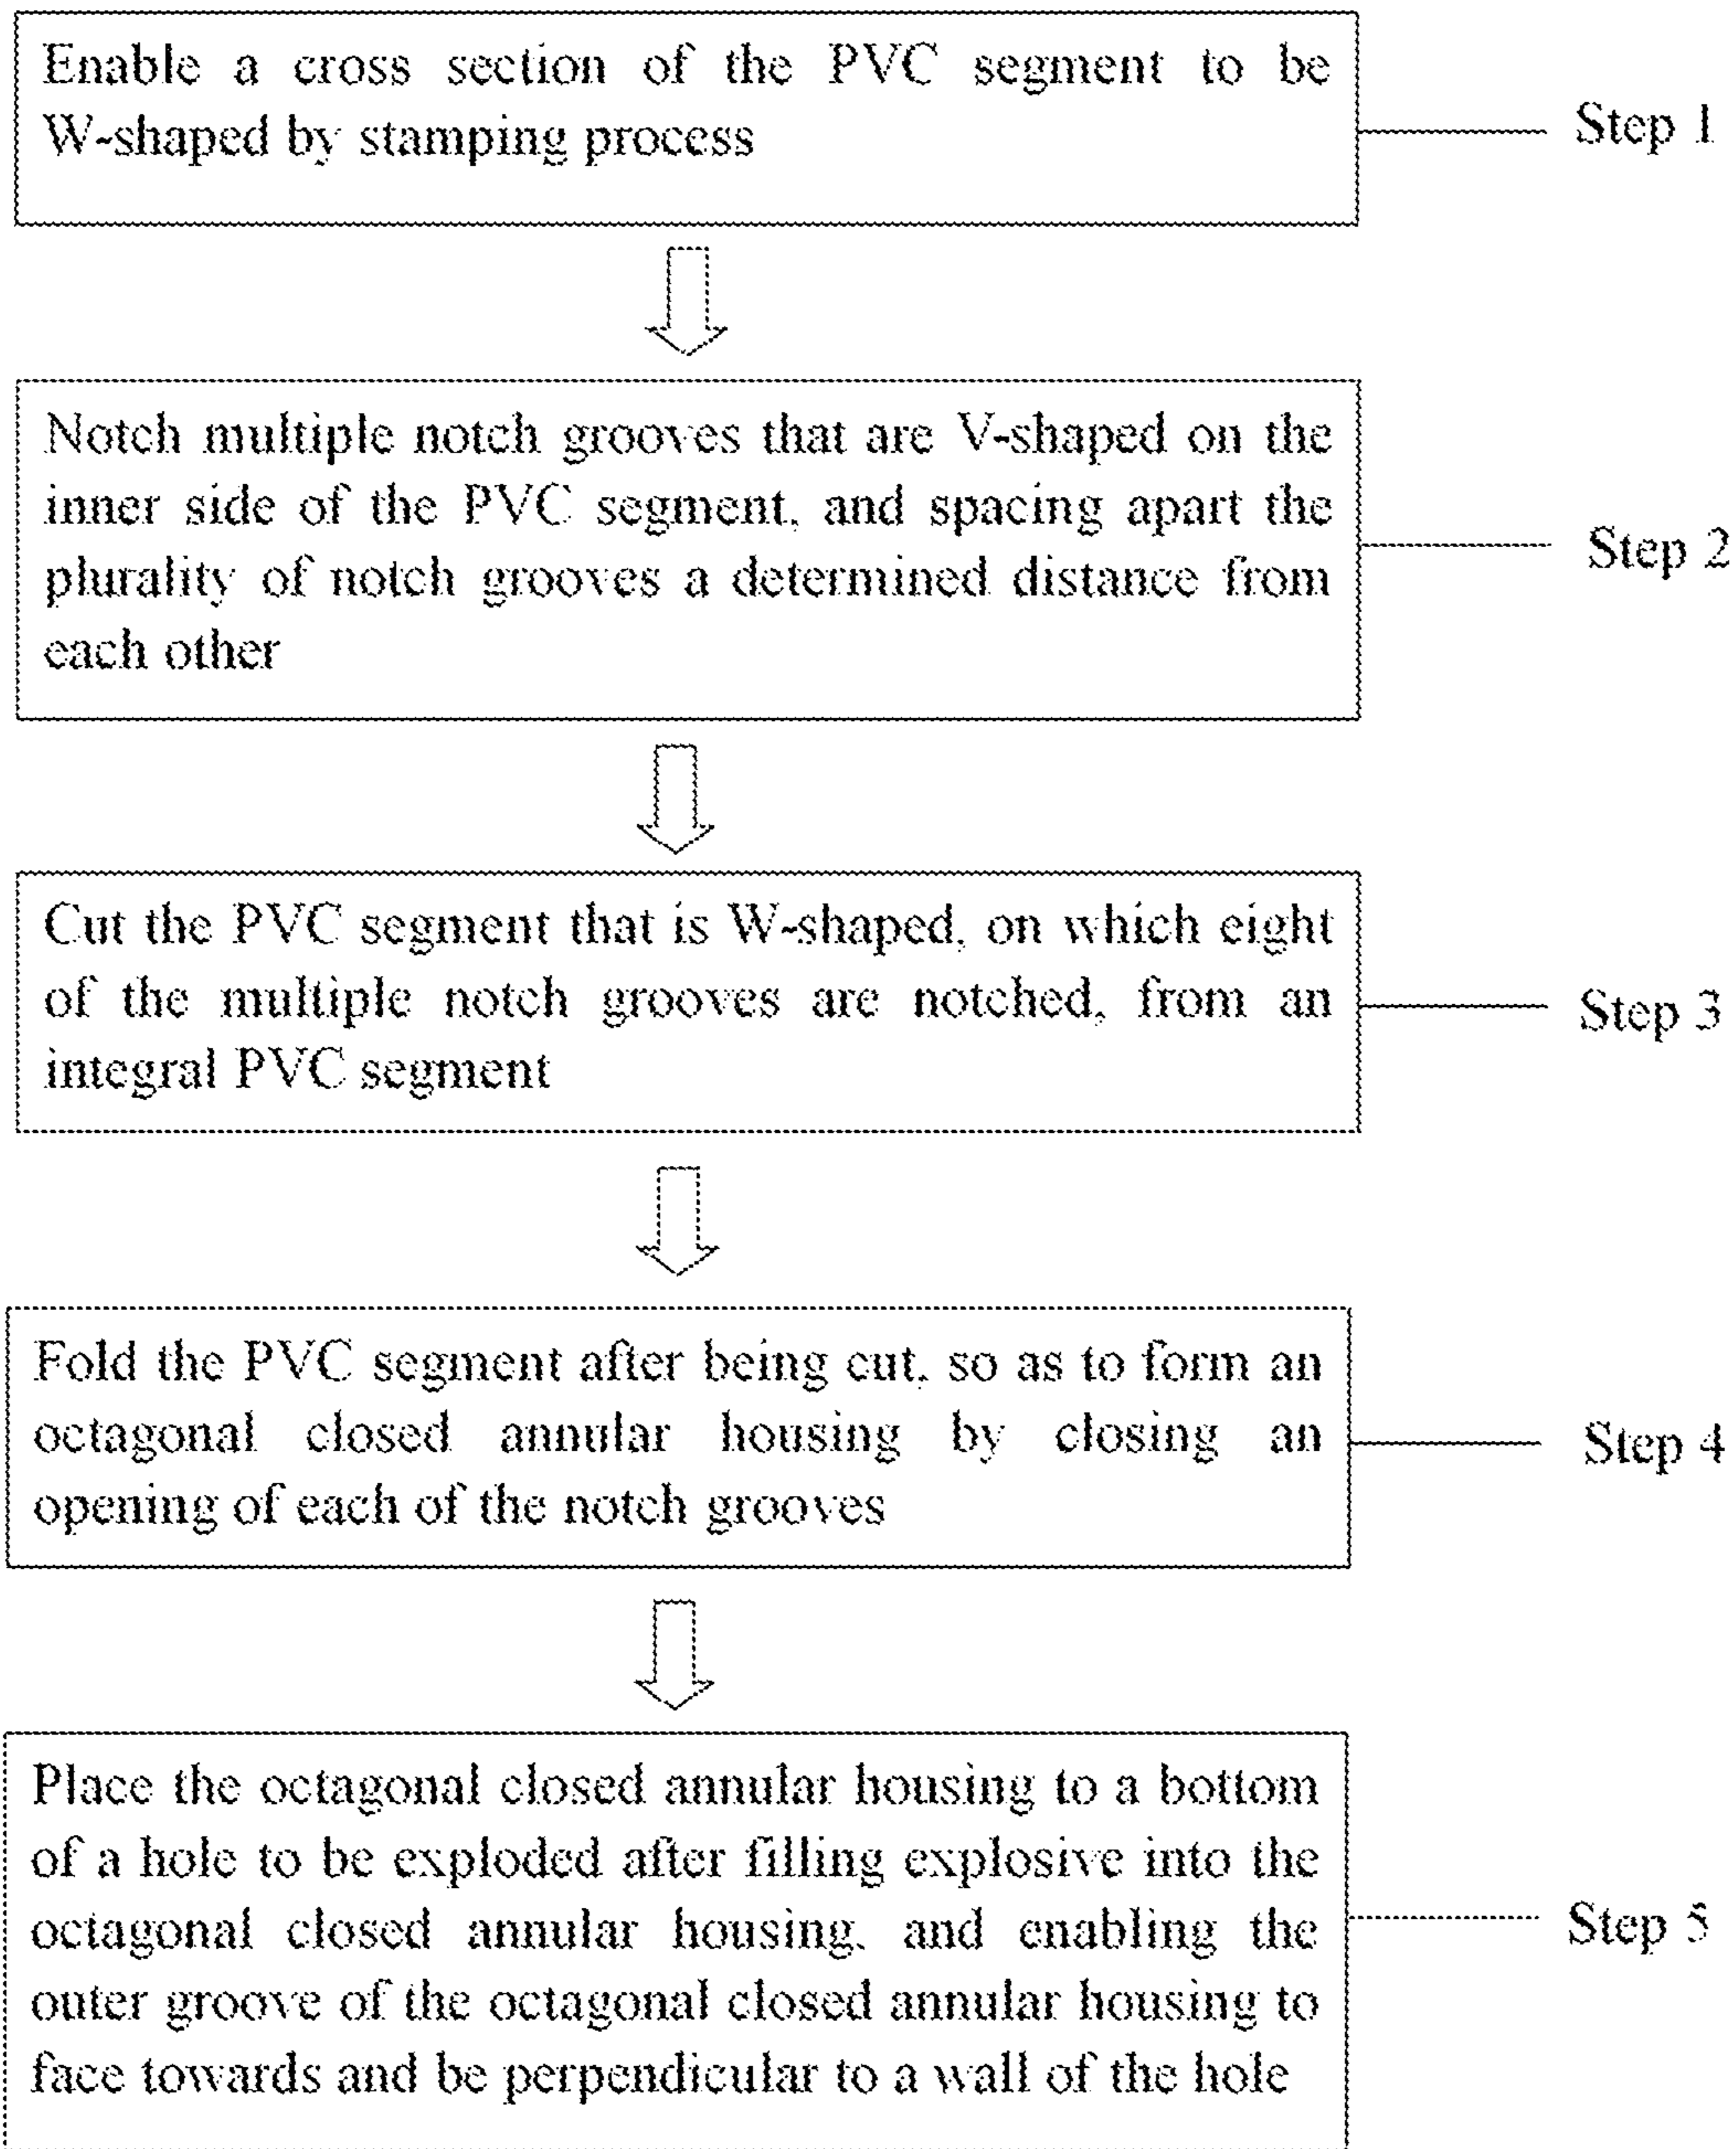 Enable a cross section of the PVC segment to be
W-shaped by stamping process
Step 1
Notch multiple notch grooves that are V-shaped on the
inner side of the PVC segment, and spacing apart the
plurality of notch grooves a determined distance from
each other
Step 2
Cut the PVC segment that is W-shaped, on which eight
of the multiple notch grooves are notched, from an
integral PVC segment
Step 3
Fold the PVC segment after being cut, so as to form an
octagonal closed annular housing by closing an
opening of each of the notch grooves
Step 4
Place the octagonal closed annular housing to a bottom
of a hole to be exploded after filling explosive into the
octagonal closed annular housing, and enabling the
outer groove of the octagonal closed annular housing to
face towards and be perpendicular to a wall of the hole
Step 5